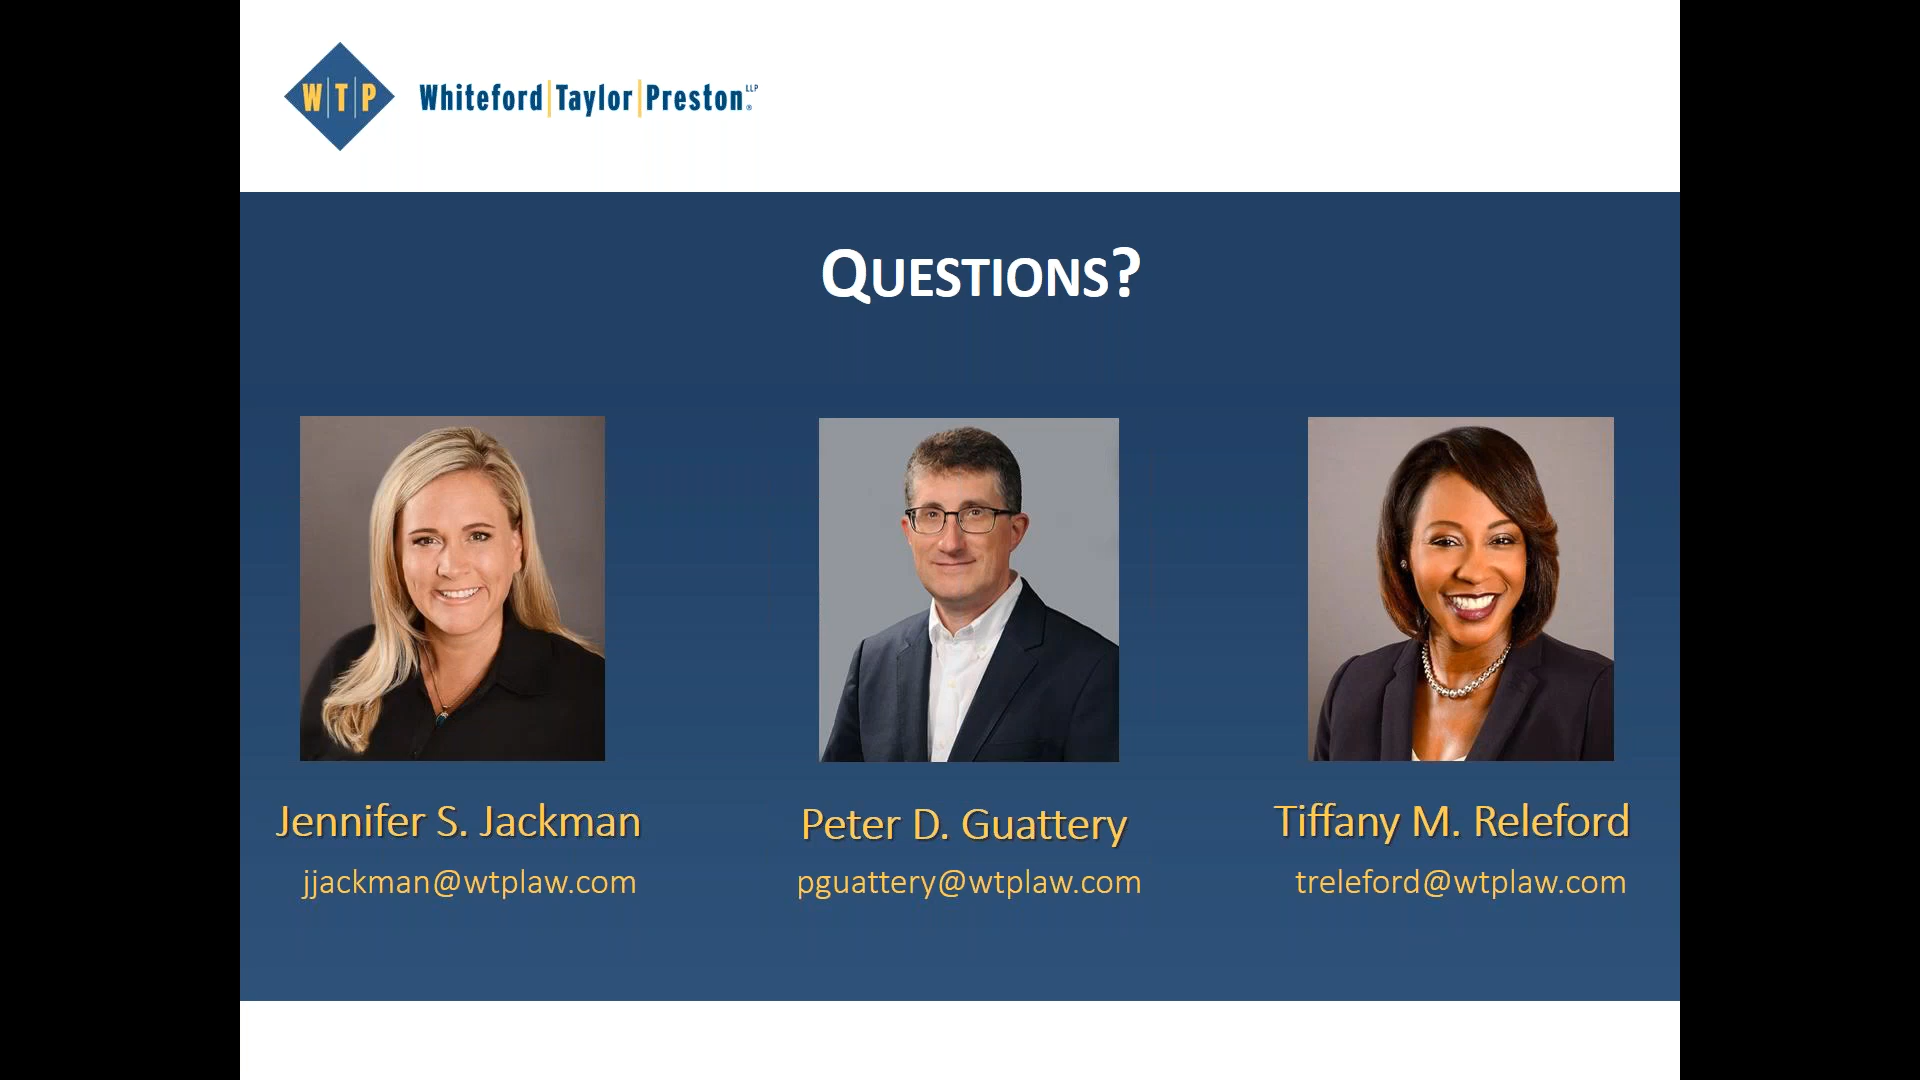 W T P
Whiteford|Taylor|Preston LLP ®
QUESTIONS?
Jennifer S. Jackman
Peter D. Guattery
Tiffany M. Releford
jjackman@wtplaw.com
pguattery@wtplaw.com
treleford@wtplaw.com